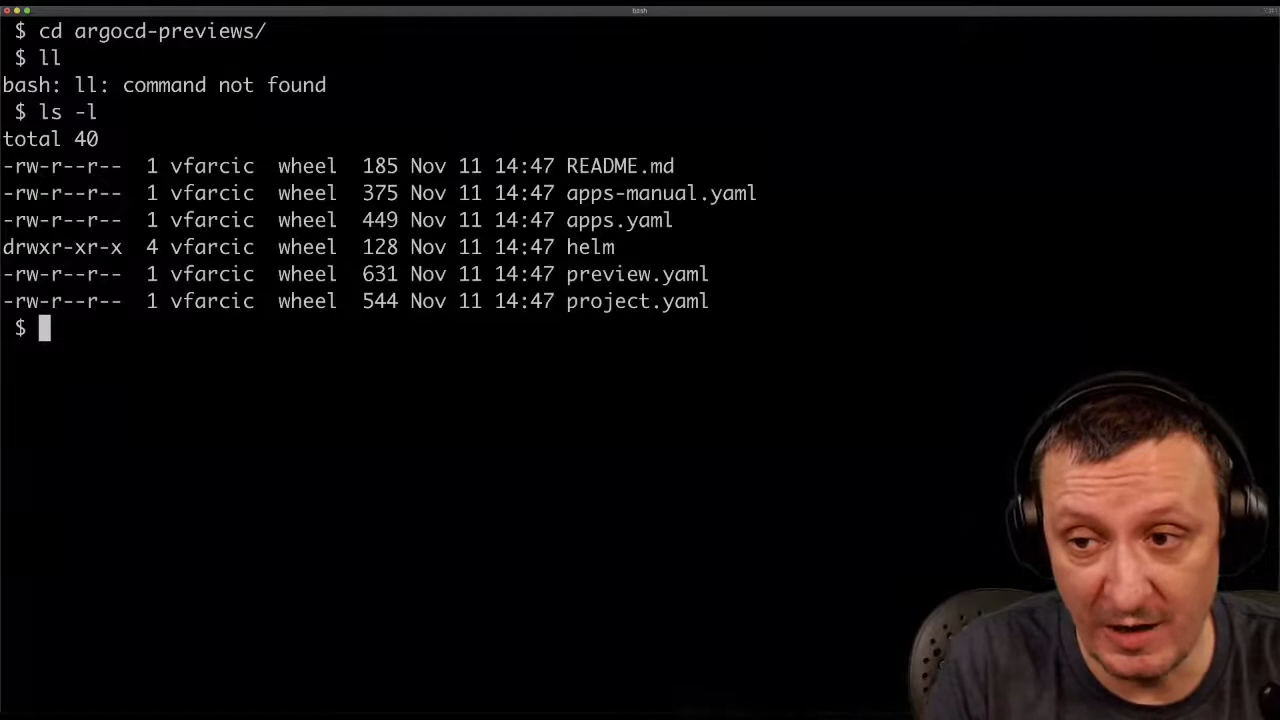 bash
$ cd argocd-previews/
$ ll
bash: ll: command not found
$ ls -l
total 40
-rw-r--r-- 1 vfarcic wheel 185 Nov 11 14:47 README.md
-rw-r--r-- 1 vfarcic wheel 375 Nov 11 14:47 apps-manual.yaml
-rw-r--r-- 1 vfarcic wheel 449 Nov 11 14:47 apps.yaml
drwxr-xr-x 4 vfarcic wheel 128 Nov 11 14:47 helm
-rw-r--r-- 1 vfarcic wheel 631 Nov 11 14:47 preview.yaml
-rw-r--r-- 1 vfarcic wheel 544 Nov 11 14:47 project.yaml
$